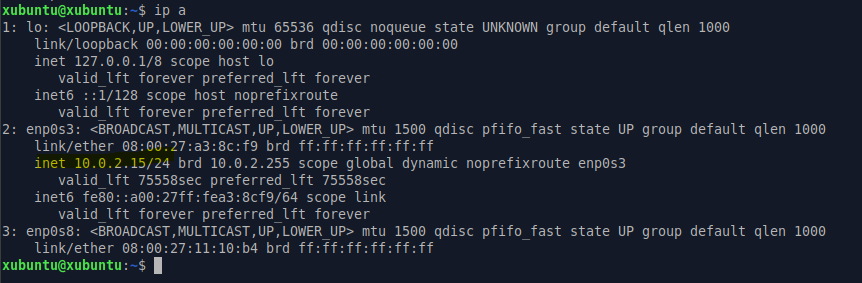 xubuntu@xubuntu:~$ ip a
1: lo: <LOOPBACK,UP,LOWER_UP> mtu 65536 qdisc noqueue state UNKNOWN group default qlen 1000
    link/loopback 00:00:00:00:00:00 brd 00:00:00:00:00:00
    inet 127.0.0.1/8 scope host lo
       valid_lft forever preferred_lft forever
    inet6 ::1/128 scope host noprefixroute
       valid_lft forever preferred_lft forever
2: enp0s3: <BROADCAST,MULTICAST,UP,LOWER_UP> mtu 1500 qdisc pfifo_fast state UP group default qlen 1000
    link/ether 08:00:27:a3:8c:f9 brd ff:ff:ff:ff:ff:ff
    inet 10.0.2.15/24 brd 10.0.2.255 scope global dynamic noprefixroute enp0s3
       valid_lft 75558sec preferred_lft 75558sec
    inet6 fe80::a00:27ff:fea3:8cf9/64 scope link
       valid_lft forever preferred_lft forever
3: enp0s8: <BROADCAST,MULTICAST,UP,LOWER_UP> mtu 1500 qdisc pfifo_fast state UP group default qlen 1000
    link/ether 08:00:27:11:10:b4 brd ff:ff:ff:ff:ff:ff
xubuntu@xubuntu:~$